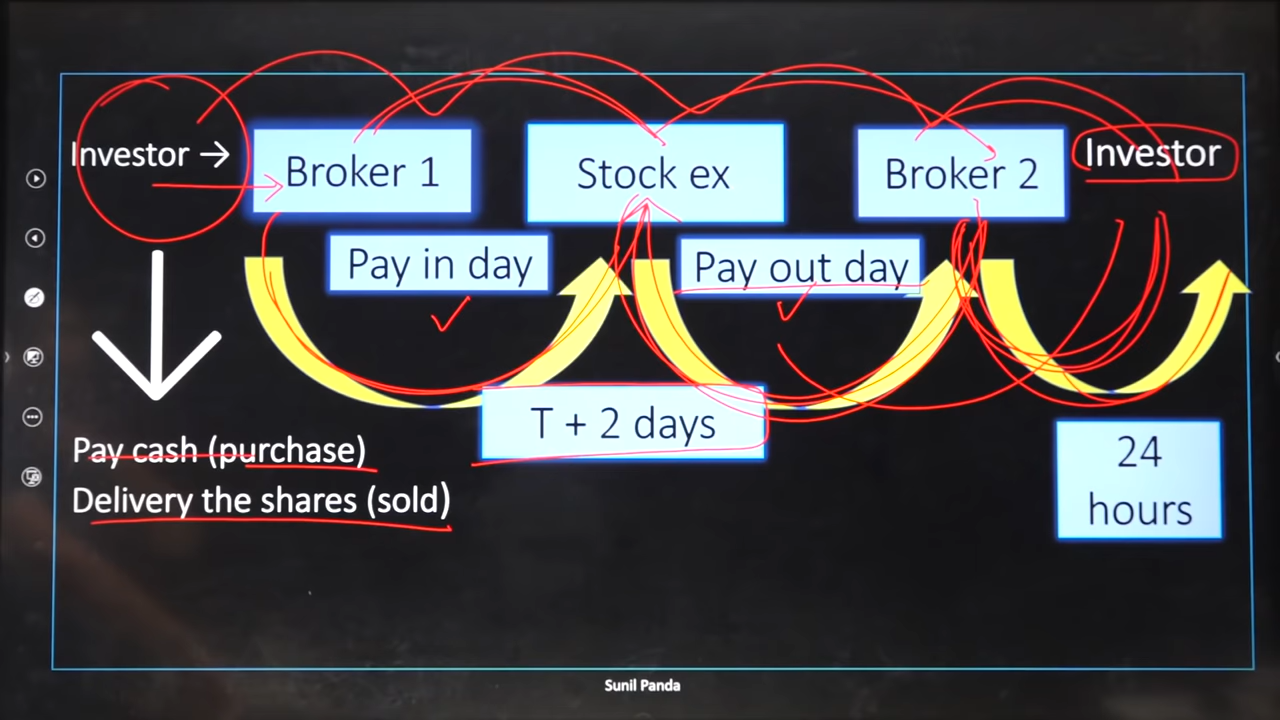 Investor →
Broker 1
Stock ex
Broker 2
Investor
Pay in day
Pay out day
T + 2 days
Pay cash (purchase)
Delivery the shares (sold)
24
hours
Sunil Panda